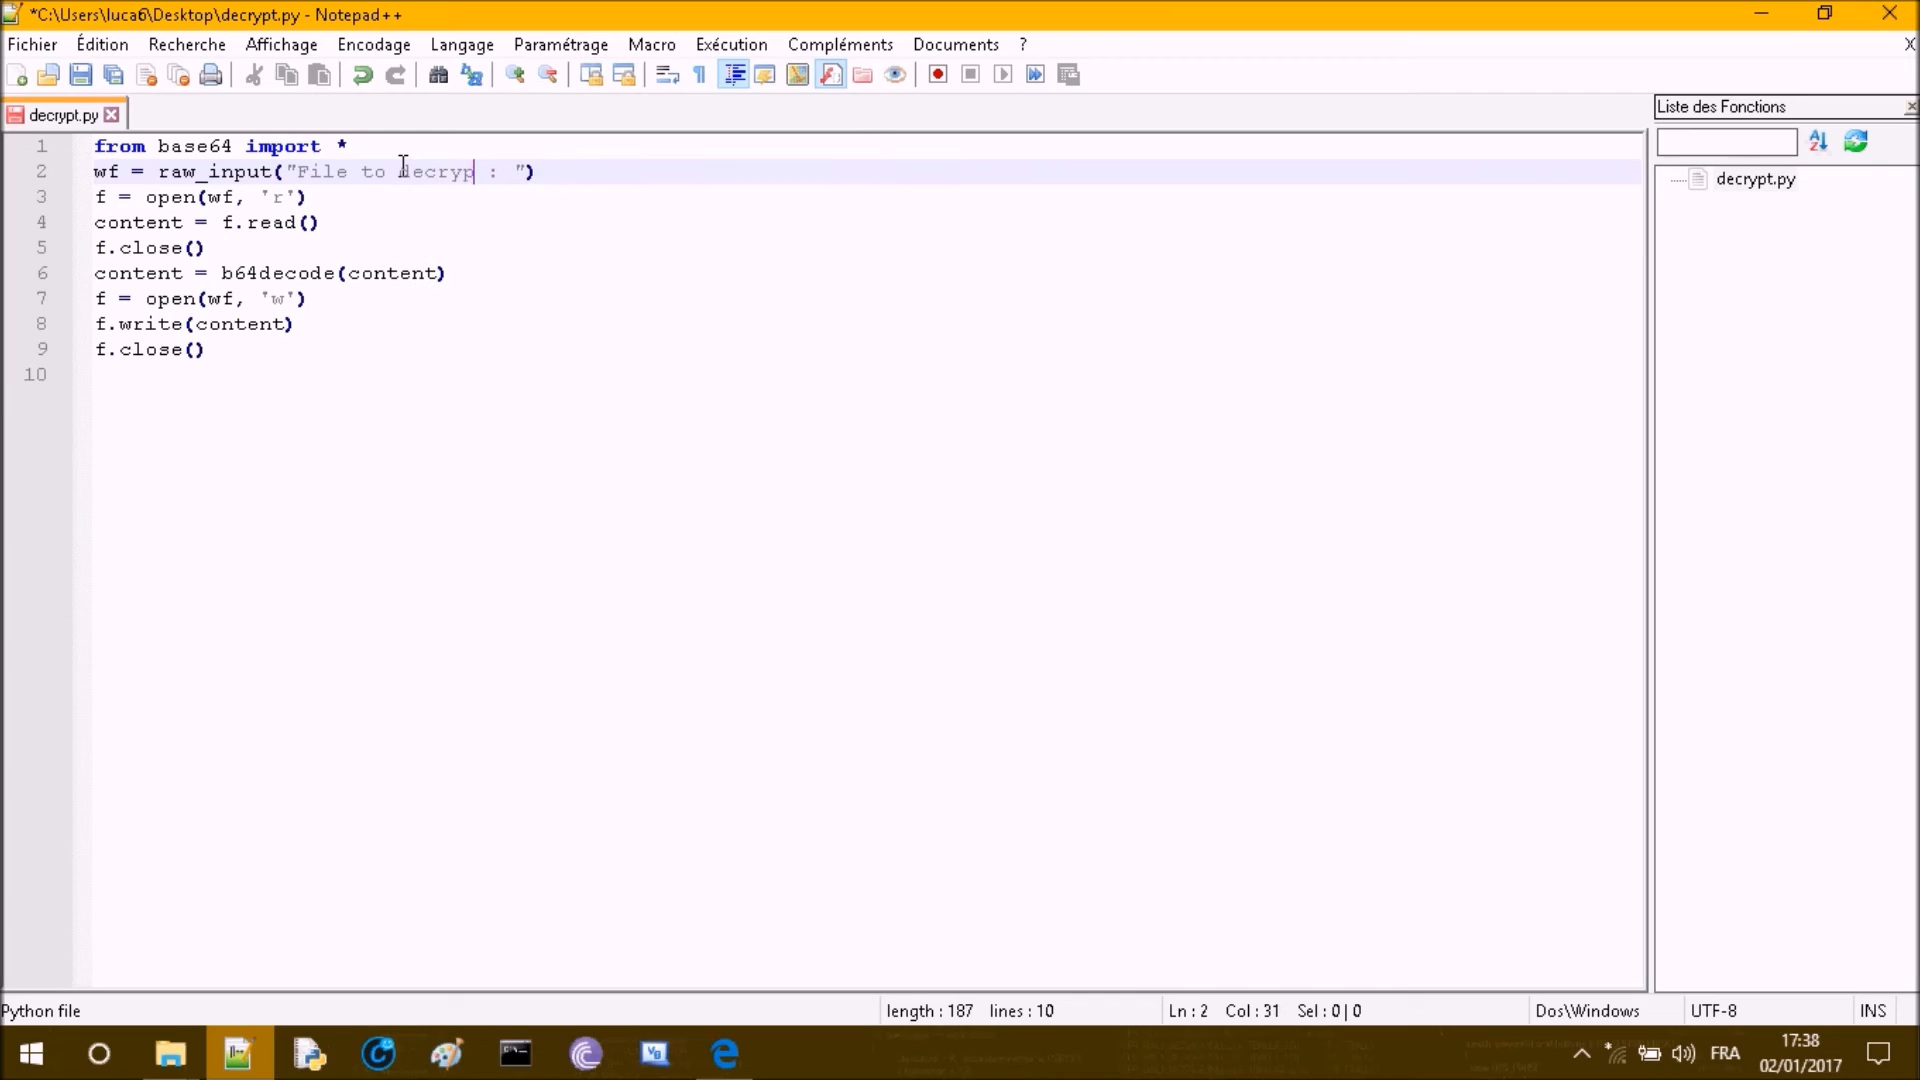 *C:\Users\luca6\Desktop\decrypt.py - Notepad++
Fichier Édition Recherche Affichage Encodage Langage Paramétrage Macro Exécution Compléments Documents ? X
decrypt.py
Liste des Fonctions
1 from base64 import *
2 wf = raw_input("File to decryp : ")
3 f = open(wf, 'r')
4 content = f.read()
5 f.close()
6 content = b64decode(content)
7 f = open(wf, 'w')
8 f.write(content)
9 f.close()
10
decrypt.py
Python file length : 187 lines : 10 Ln : 2 Col : 31 Sel : 0 | 0 Dos\Windows UTF-8 INS
FRA
17:38
02/01/2017